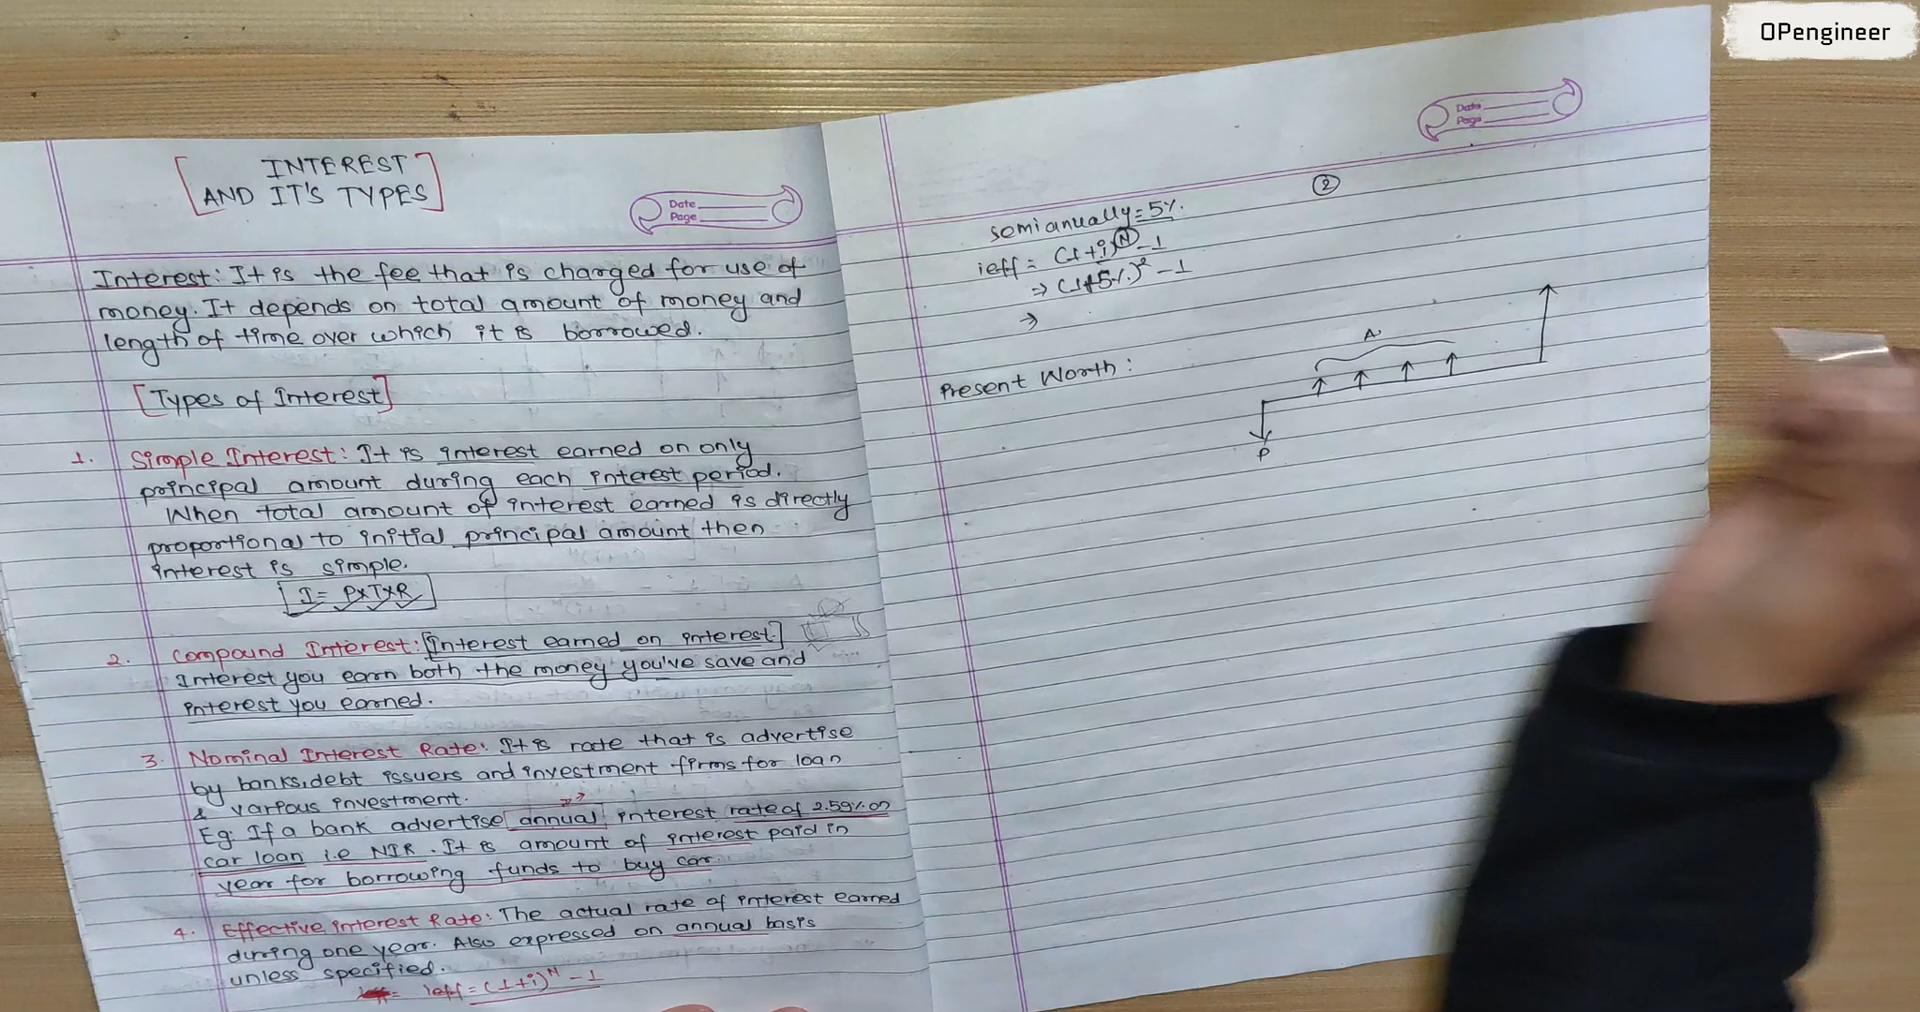 OPengineer
INTEREST
AND IT'S TYPES
Date
Page
Interest: It is the fee that is charged for use of
money. It depends on total amount of money and
length of time over which it is borrowed.
[Types of Interest]
1. Simple Interest: It is interest earned on only
principal amount during each interest period.
When total amount of interest earned is directly
proportional to initial principal amount then
interest is simple.
I = P×T×R
2. Compound Interest: [Interest earned on interest]
Interest you earn both the money you've save and
interest you earned.
3. Nominal Interest Rate: It is rate that is advertise
by banks, debt issuers and investment firms for loan
& various investment.
Eg: If a bank advertise annual interest rate of 2.59% on
car loan i.e NIR. It is amount of interest paid in
year for borrowing funds to buy car.
4. Effective interest Rate: The actual rate of interest earned
during one year. Also expressed on annual basis
unless specified.
ieff = (1+i)^N - 1
Date
Page
2
semianually = 5%.
ieff = (1+i)^N - 1
⇒ (1+5%.)^2 - 1
⇒
Present Worth:
A
P